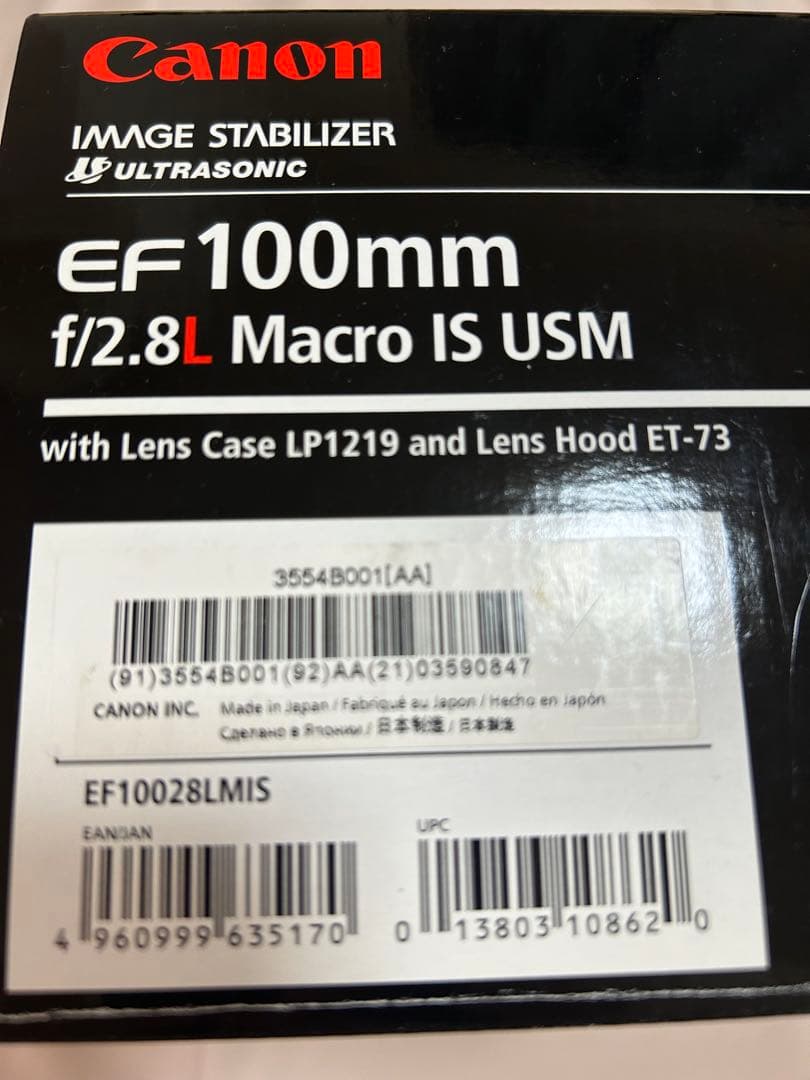 Canon
IMAGE STABILIZER
ULTRASONIC
EF100mm
f/2.8L Macro IS USM
with Lens Case LP1219 and Lens Hood ET-73
3554B001[AA]
(91)3554B001(92)AA(21)03590847
CANON INC. Made in Japan / Fabriqué au Japon / Hecho en Japón
Сделано в Японии / 日本制造 / 日本製造
EF10028LMIS
EAN/JAN
UPC
4 960999 635170
0 13803 10862 0